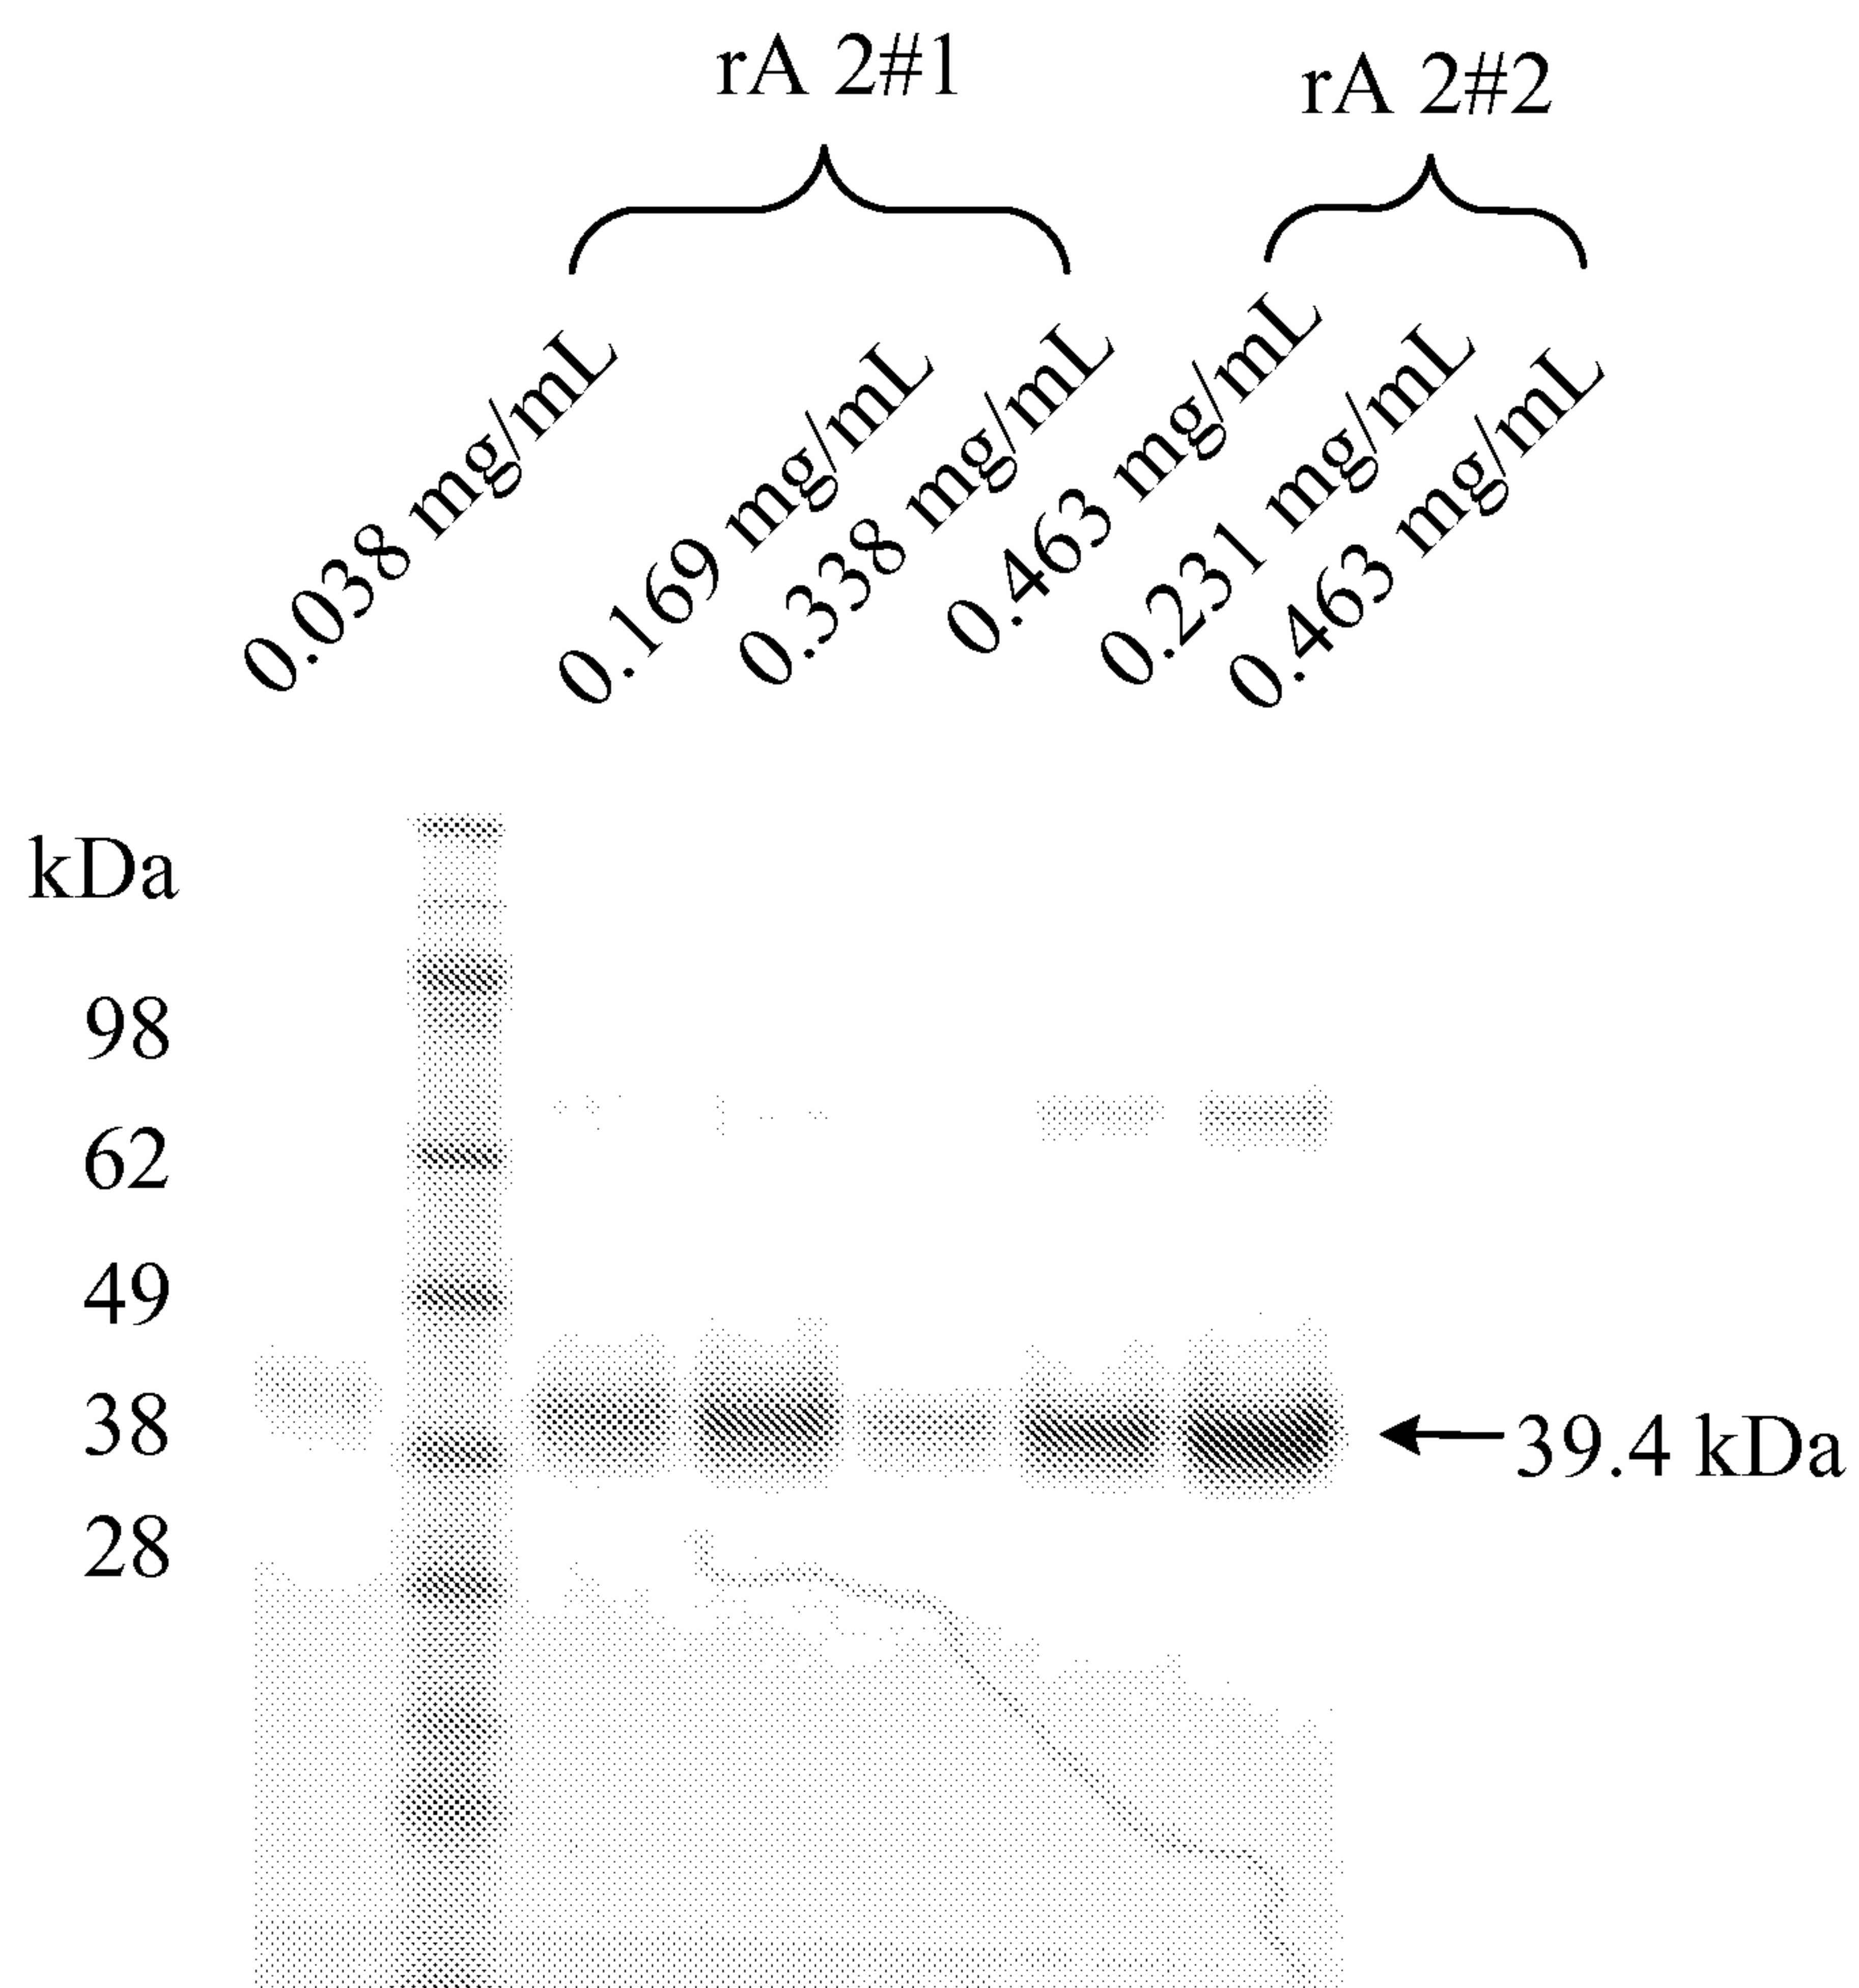 rA 2#1
rA 2#2
0.038 mg/mL
0.169 mg/mL
0.338 mg/mL
0.463 mg/mL
0.231 mg/mL
0.463 mg/mL
kDa
98
62
49
38
28
39.4 kDa